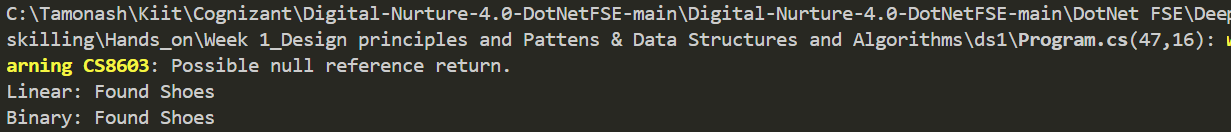 C:\Tamonash\Kiit\Cognizant\Digital-Nurture-4.0-DotNetFSE-main\Digital-Nurture-4.0-DotNetFSE-main\DotNet FSE\Deep
skilling\Hands_on\Week 1_Design principles and Pattens & Data Structures and Algorithms\ds1\Program.cs(47,16): w
arning CS8603: Possible null reference return.
Linear: Found Shoes
Binary: Found Shoes